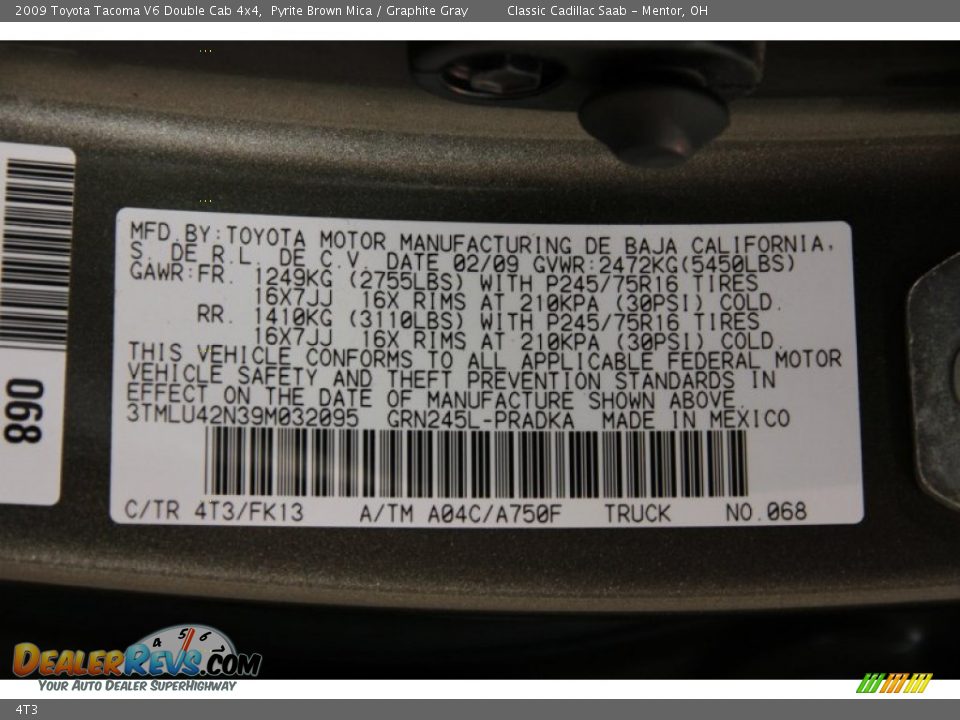 2009 Toyota Tacoma V6 Double Cab 4x4, Pyrite Brown Mica / Graphite Gray Classic Cadillac Saab - Mentor, OH
068
MFD.BY:TOYOTA MOTOR MANUFACTURING DE BAJA CALIFORNIA,
S. DE R.L. DE C.V. DATE 02/09 GVWR:2472KG(5450LBS)
GAWR:FR. 1249KG (2755LBS) WITH P245/75R16 TIRES
16X7JJ 16X RIMS AT 210KPA (30PSI) COLD.
RR. 1410KG (3110LBS) WITH P245/75R16 TIRES
16X7JJ 16X RIMS AT 210KPA (30PSI) COLD.
THIS VEHICLE CONFORMS TO ALL APPLICABLE FEDERAL MOTOR
VEHICLE SAFETY AND THEFT PREVENTION STANDARDS IN
EFFECT ON THE DATE OF MANUFACTURE SHOWN ABOVE.
3TMLU42N39M032095 GRN245L-PRADKA MADE IN MEXICO
C/TR 4T3/FK13 A/TM A04C/A750F TRUCK NO.068
4 5 6 7
DEALERREVS.COM
YOUR AUTO DEALER SUPERHIGHWAY
4T3